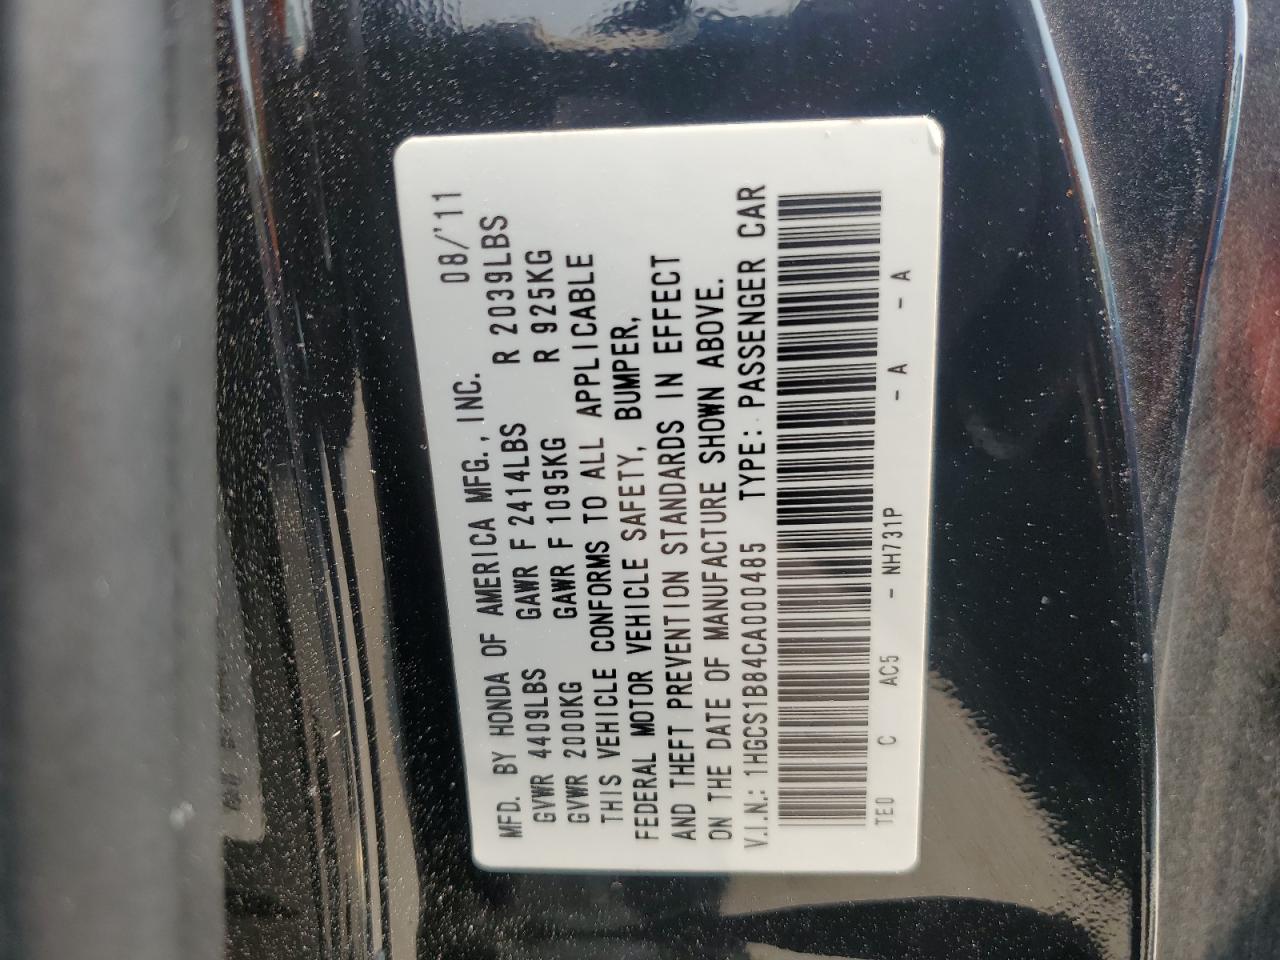 MFD. BY HONDA OF AMERICA MFG., INC. 08/'11
GVWR 4409LBS GAWR F 2414LBS R 2039LBS
GVWR 2000KG GAWR F 1095KG R 925KG
THIS VEHICLE CONFORMS TO ALL APPLICABLE
FEDERAL MOTOR VEHICLE SAFETY, BUMPER,
AND THEFT PREVENTION STANDARDS IN EFFECT
ON THE DATE OF MANUFACTURE SHOWN ABOVE.
V.I.N.: 1HGCS1B84CA000485 TYPE: PASSENGER CAR
TE0 C AC5 - NH731P - A - A